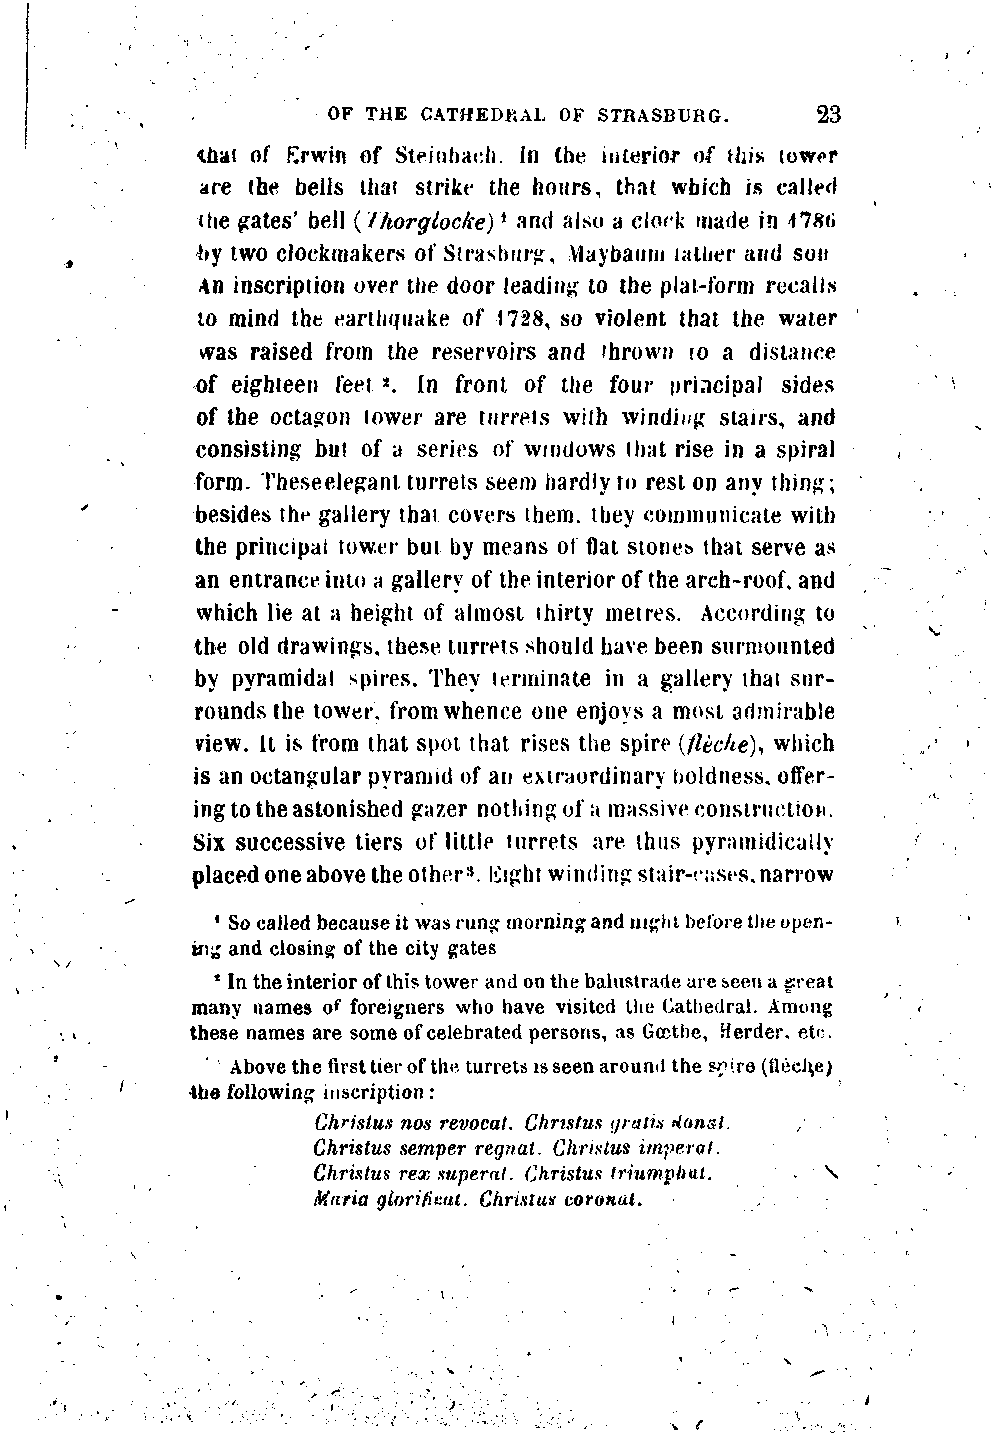 OF THE CATHEDRAL OF STRASBURG. 23
that of Erwin of Steinbach. In the interior of this tower
are the bells that strike the hours, that which is called
the gates' bell (Thorglocke) ¹ and also a clock made in 1786
by two clockmakers of Strasburg, Maybaum father and son
An inscription over the door leading to the plat-form recalls
to mind the earthquake of 1728, so violent that the water
was raised from the reservoirs and thrown to a distance
of eighteen feet ². In front of the four principal sides
of the octagon tower are turrets with winding stairs, and
consisting but of a series of windows that rise in a spiral
form. These elegant turrets seem hardly to rest on any thing;
besides the gallery that covers them, they communicate with
the principal tower but by means of flat stones that serve as
an entrance into a gallery of the interior of the arch-roof, and
which lie at a height of almost thirty metres. According to
the old drawings, these turrets should have been surmounted
by pyramidal spires. They terminate in a gallery that sur-
rounds the tower, from whence one enjoys a most admirable
view. It is from that spot that rises the spire (flèche), which
is an octangular pyramid of an extraordinary boldness, offer-
ing to the astonished gazer nothing of a massive construction.
Six successive tiers of little turrets are thus pyramidically
placed one above the other³. Eight winding stair-cases, narrow
¹ So called because it was rung morning and night before the open-
ing and closing of the city gates
² In the interior of this tower and on the balustrade are seen a great
many names of foreigners who have visited the Cathedral. Among
these names are some of celebrated persons, as Gœthe, Herder, etc.
Above the first tier of the turrets is seen around the spire (flèche)
the following inscription :
Christus nos revocat. Christus gratis donat.
Christus semper regnat. Christus imperat.
Christus rex superat. Christus triumphat.
Maria glorificat. Christus coronat.